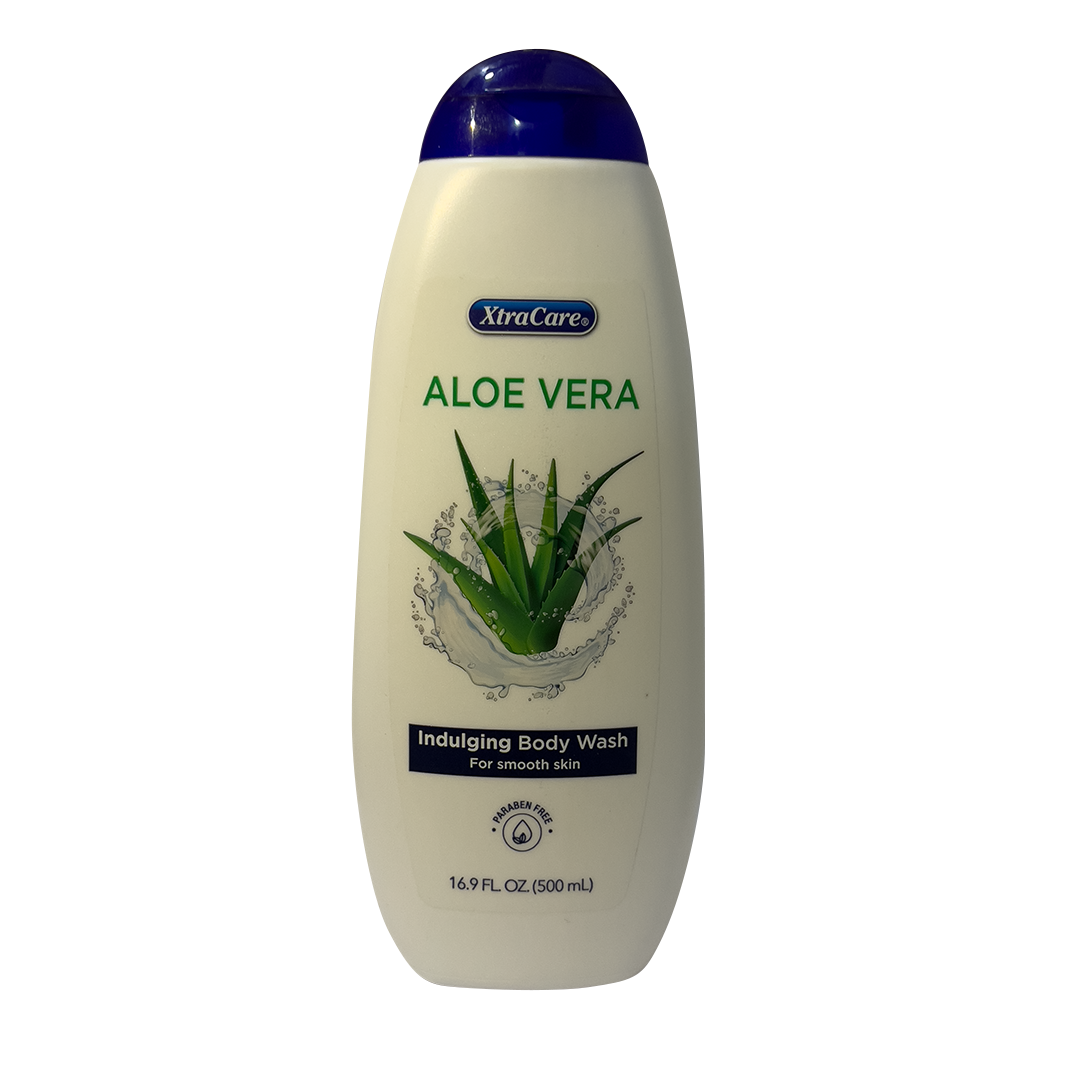 XtraCare®
ALOE VERA
Indulging Body Wash
For smooth skin
• PARABEN FREE •
16.9 FL. OZ. (500 mL)